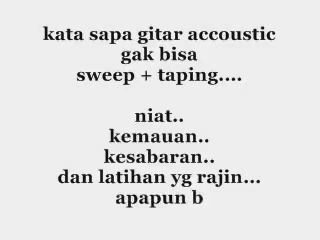 kata sapa gitar accoustic
gak bisa
sweep + taping....
niat..
kemauan..
kesabaran..
dan latihan yg rajin...
apapun b